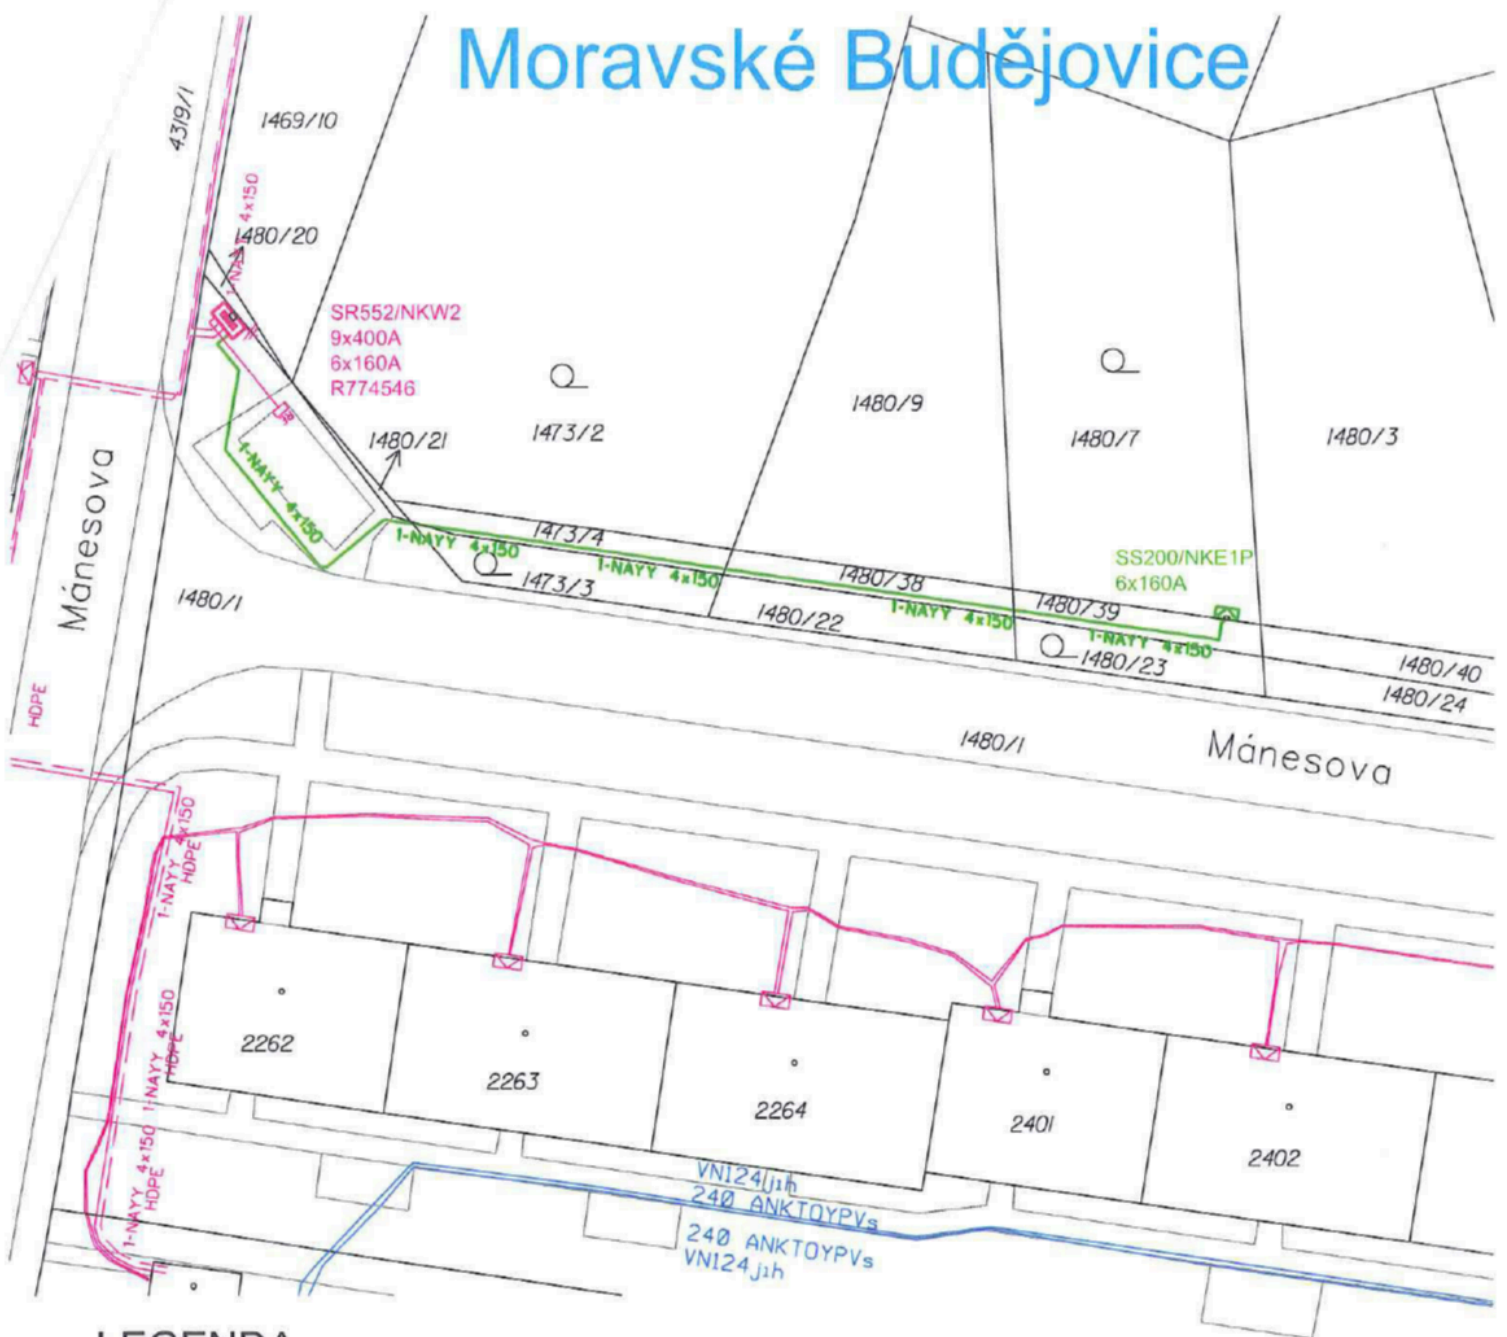 Moravské Budějovice
4319/1
1469/10
1-NAYY 4x150
1480/20
SR552/NKW2
9x400A
6x160A
R774546
1480/21
1473/2
1480/9
1480/7
1480/3
Mánesova
1-NAYY 4x150
1473/4
1-NAYY 4x150
1-NAYY 4x150
1473/3
1480/38
1-NAYY 4x150
1480/22
SS200/NKE1P
6x160A
1480/39
1-NAYY 4x150
1480/23
1480/40
1480/24
1480/1
HDPE
1480/1
Mánesova
1-NAYY 4x150
HDPE
1-NAYY 4x150
HDPE
1-NAYY 4x150
HDPE
2262
2263
2264
2401
2402
VN124jih
240 ANKTOYPVs
240 ANKTOYPVs
VN124jih
LEGENDA